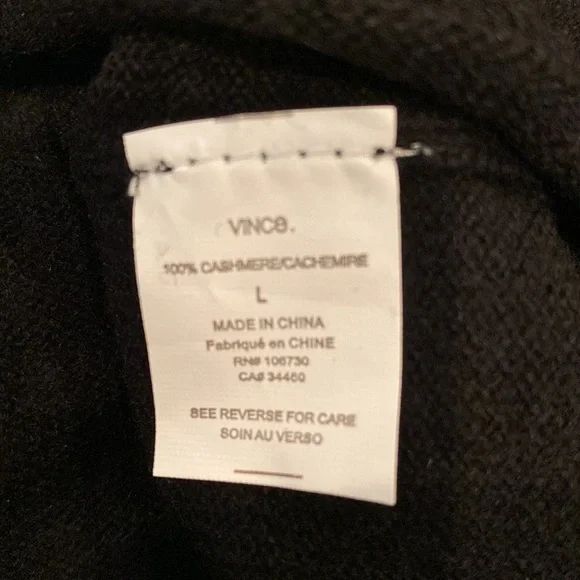 VINCe.
100% CASHMERE/CACHEMIRE
L
MADE IN CHINA
Fabriqué en CHINE
RN# 106730
CA# 34460
SEE REVERSE FOR CARE
SOIN AU VERSO